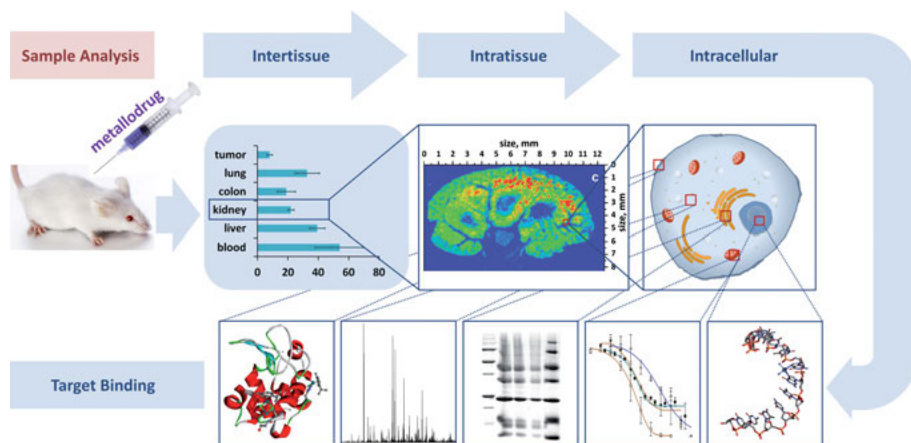 Sample Analysis
Intertissue
Intratissue
Intracellular
metallodrug
tumor
lung
colon
kidney
liver
blood
0 20 40 60 80
size, mm
0 1 2 3 4 5 6 7 8 9 10 11 12
C
0
1
2
3
4
5
6
7
8
size, mm
Target Binding